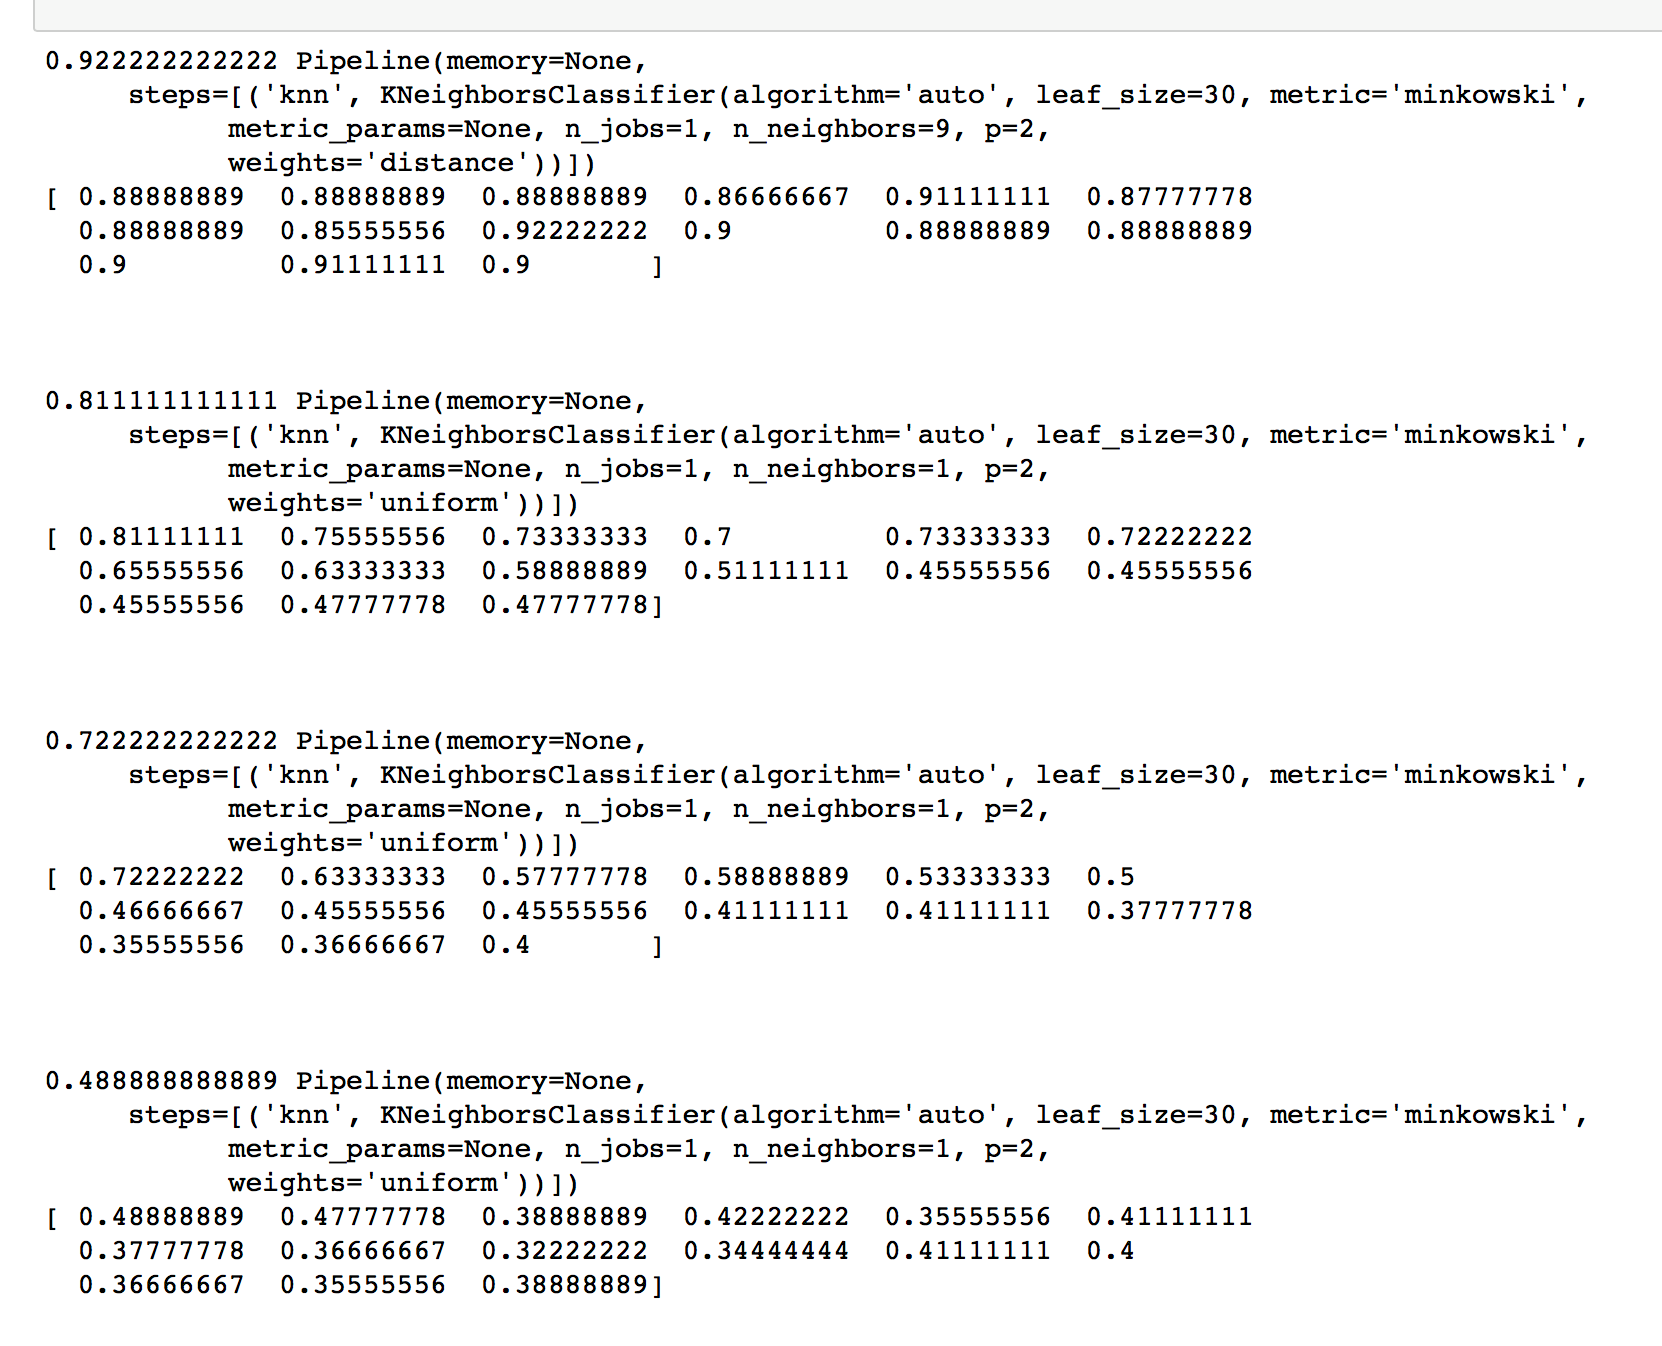 0.922222222222 Pipeline(memory=None,
     steps=[('knn', KNeighborsClassifier(algorithm='auto', leaf_size=30, metric='minkowski',
           metric_params=None, n_jobs=1, n_neighbors=9, p=2,
           weights='distance'))])
[ 0.88888889  0.88888889  0.88888889  0.86666667  0.91111111  0.87777778
  0.88888889  0.85555556  0.92222222  0.9         0.88888889  0.88888889
  0.9         0.91111111  0.9       ]
0.811111111111 Pipeline(memory=None,
     steps=[('knn', KNeighborsClassifier(algorithm='auto', leaf_size=30, metric='minkowski',
           metric_params=None, n_jobs=1, n_neighbors=1, p=2,
           weights='uniform'))])
[ 0.81111111  0.75555556  0.73333333  0.7         0.73333333  0.72222222
  0.65555556  0.63333333  0.58888889  0.51111111  0.45555556  0.45555556
  0.45555556  0.47777778  0.47777778]
0.722222222222 Pipeline(memory=None,
     steps=[('knn', KNeighborsClassifier(algorithm='auto', leaf_size=30, metric='minkowski',
           metric_params=None, n_jobs=1, n_neighbors=1, p=2,
           weights='uniform'))])
[ 0.72222222  0.63333333  0.57777778  0.58888889  0.53333333  0.5
  0.46666667  0.45555556  0.45555556  0.41111111  0.41111111  0.37777778
  0.35555556  0.36666667  0.4       ]
0.488888888889 Pipeline(memory=None,
     steps=[('knn', KNeighborsClassifier(algorithm='auto', leaf_size=30, metric='minkowski',
           metric_params=None, n_jobs=1, n_neighbors=1, p=2,
           weights='uniform'))])
[ 0.48888889  0.47777778  0.38888889  0.42222222  0.35555556  0.41111111
  0.37777778  0.36666667  0.32222222  0.34444444  0.41111111  0.4
  0.36666667  0.35555556  0.38888889]